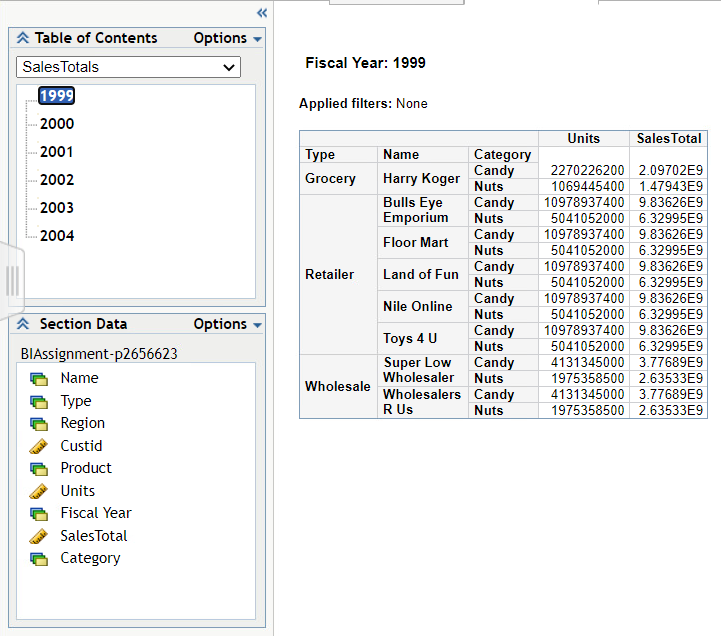 «
Table of Contents Options
SalesTotals
1999
2000
2001
2002
2003
2004
Section Data Options
BIAssignment-p2656623
Name
Type
Region
Custid
Product
Units
Fiscal Year
SalesTotal
Category
Fiscal Year: 1999
Applied filters: None
Units SalesTotal
Type Name Category
Grocery Harry Koger Candy 2270226200 2.09702E9
Nuts 1069445400 1.47943E9
Retailer Bulls Eye Emporium Candy 10978937400 9.83626E9
Nuts 5041052000 6.32995E9
Floor Mart Candy 10978937400 9.83626E9
Nuts 5041052000 6.32995E9
Land of Fun Candy 10978937400 9.83626E9
Nuts 5041052000 6.32995E9
Nile Online Candy 10978937400 9.83626E9
Nuts 5041052000 6.32995E9
Toys 4 U Candy 10978937400 9.83626E9
Nuts 5041052000 6.32995E9
Wholesale Super Low Wholesaler Candy 4131345000 3.77689E9
Nuts 1975358500 2.63533E9
Wholesalers R Us Candy 4131345000 3.77689E9
Nuts 1975358500 2.63533E9